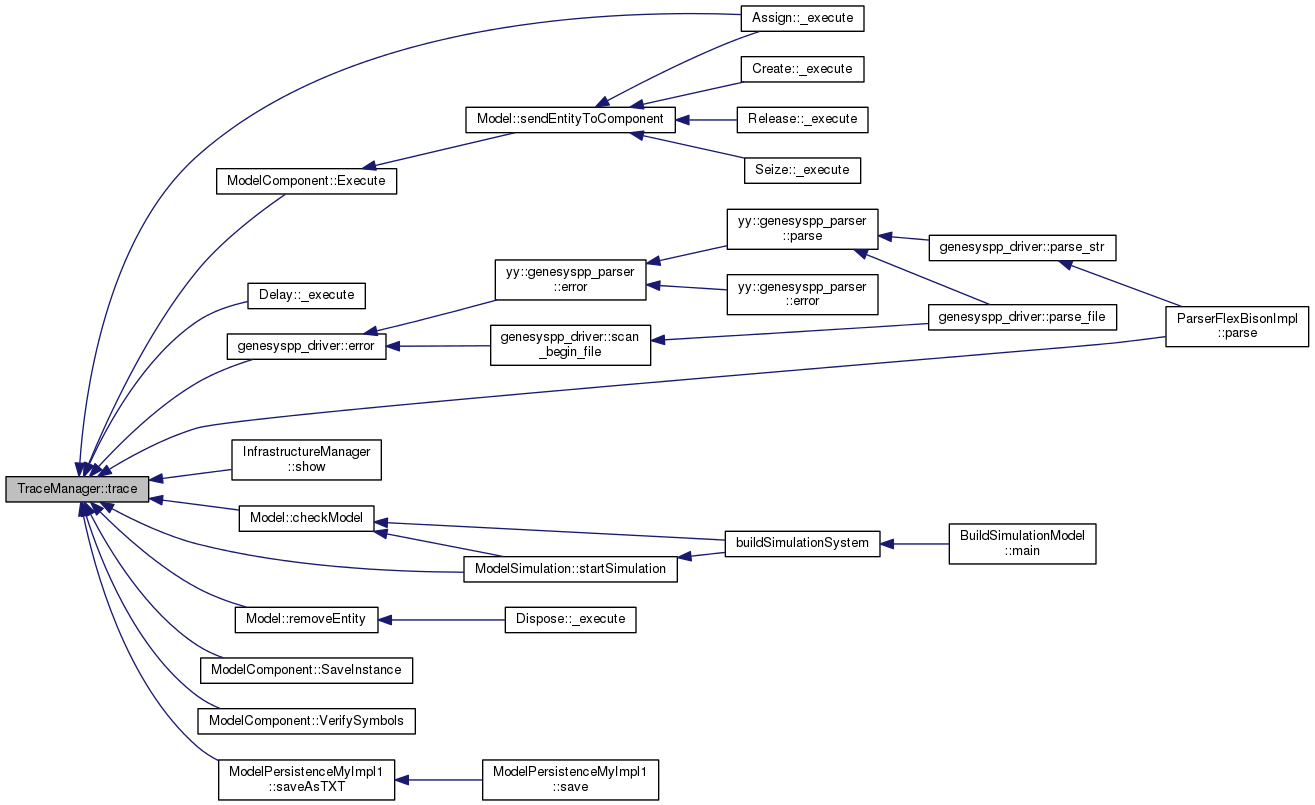 Assign::_execute
Create::_execute
Model::sendEntityToComponent
Release::_execute
Seize::_execute
ModelComponent::Execute
yy::genesyspp_parser
::parse
genesyspp_driver::parse_str
yy::genesyspp_parser
::error
Delay::_execute
yy::genesyspp_parser
::error
genesyspp_driver::parse_file
ParserFlexBisonImpl
::parse
genesyspp_driver::error
genesyspp_driver::scan
_begin_file
InfrastructureManager
::show
TraceManager::trace
Model::checkModel
buildSimulationSystem
BuildSimulationModel
::main
ModelSimulation::startSimulation
Model::removeEntity
Dispose::_execute
ModelComponent::SaveInstance
ModelComponent::VerifySymbols
ModelPersistenceMyImpl1
::saveAsTXT
ModelPersistenceMyImpl1
::save